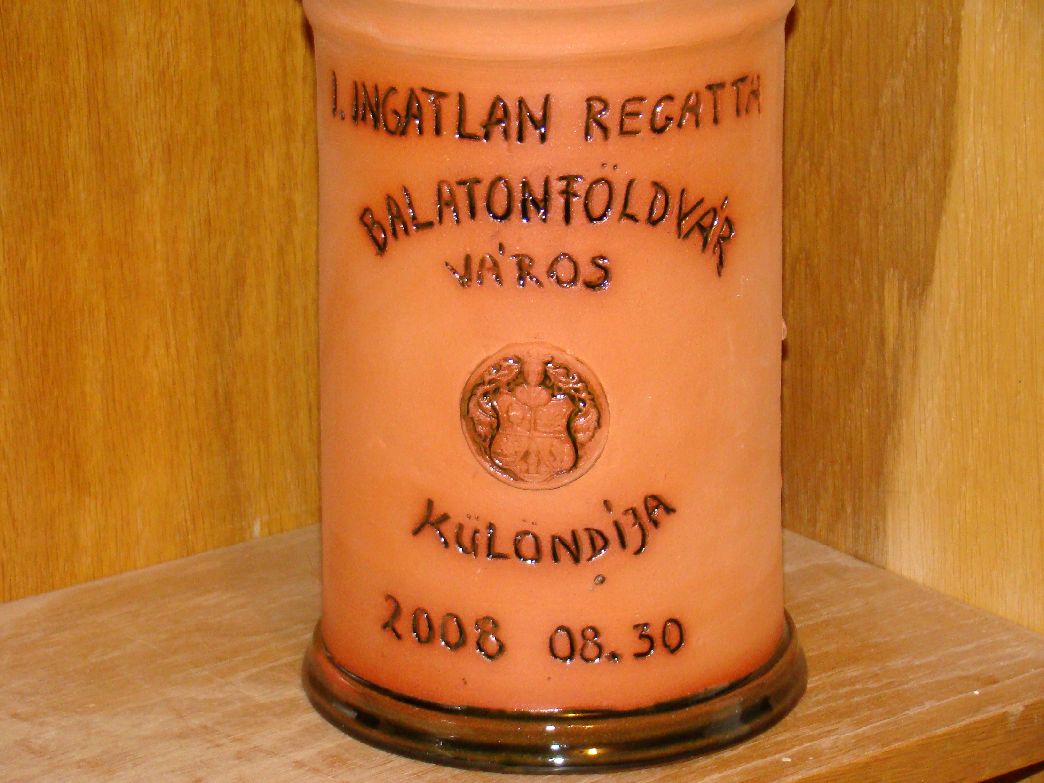 I. INGATLAN REGATTA
BALATONFÖLDVÁR
VÁROS
KÜLÖNDÍJA
2008 08.30